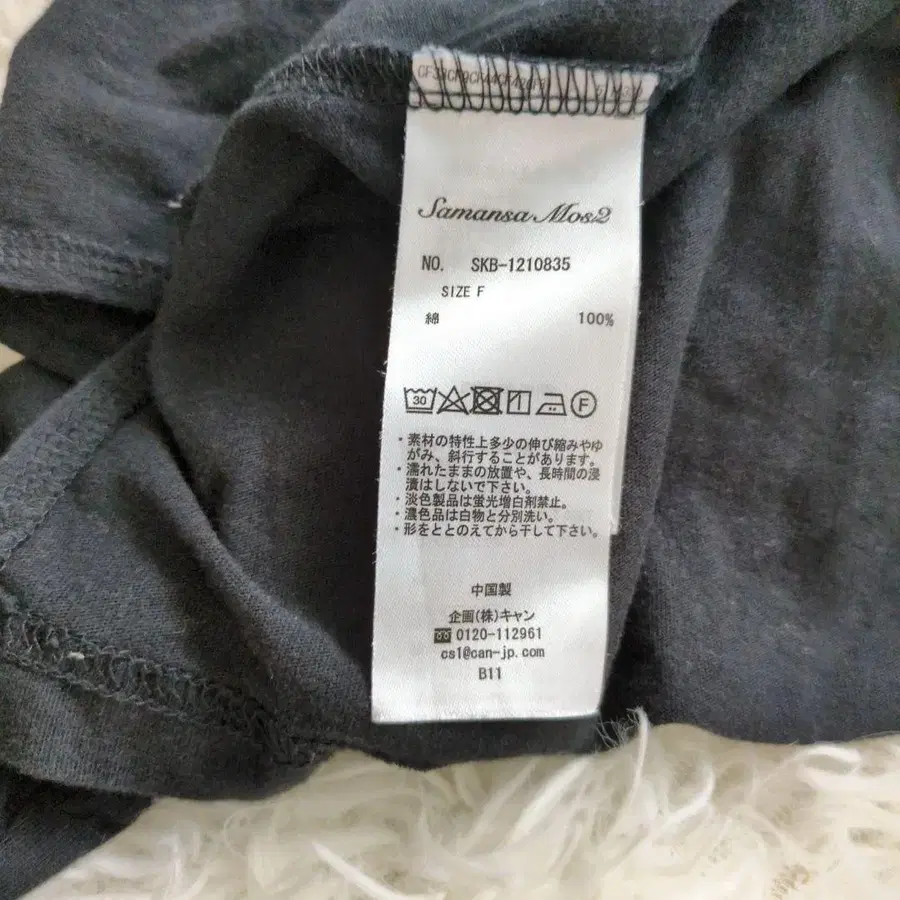 Samansa Mos2
NO. SKB-1210835
SIZE F
綿 100%
30 F
・素材の特性上多少の伸び縮みやゆ
がみ、斜行することがあります。
・濡れたままの放置や、長時間の浸
漬はしないで下さい。
・淡色製品は蛍光増白剤禁止。
・濃色品は白物と分別洗い。
・形をととのえてから干して下さい。
中国製
企画(株)キャン
0120-112961
cs1@can-jp.com
B11